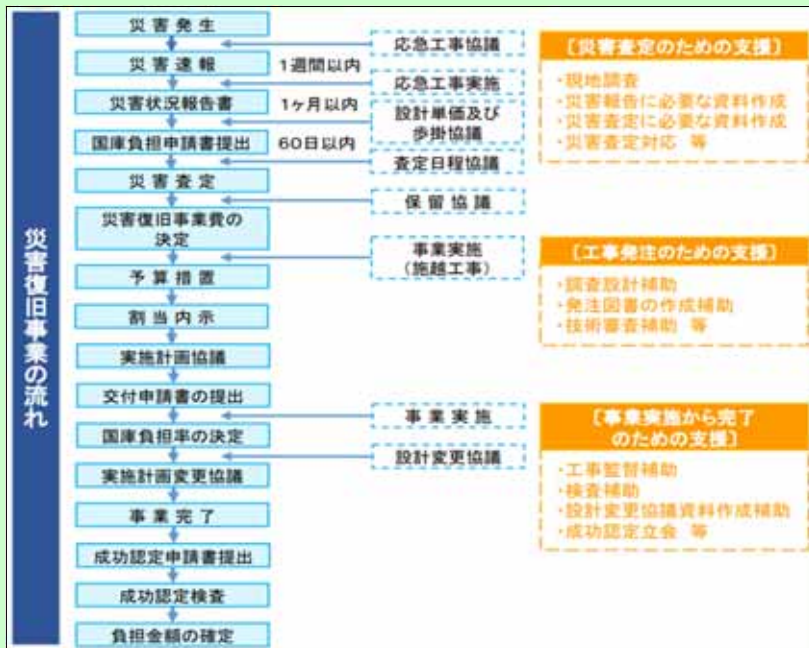 災害復旧事業の流れ
災害発生
災害速報
1週間以内
災害状況報告書
1ヶ月以内
国庫負担申請書提出
60日以内
災害査定
災害復旧事業費の
決定
予算措置
割当内示
実施計画協議
交付申請書の提出
国庫負担率の決定
実施計画変更協議
事業完了
成功認定申請書提出
成功認定検査
負担金額の確定
応急工事協議
応急工事実施
設計単価及び
歩掛協議
査定日程協議
保留協議
事業実施
(施越工事)
事業実施
設計変更協議
［災害査定のための支援］
・現地調査
・災害報告に必要な資料作成
・災害査定に必要な資料作成
・災害査定対応 等
［工事発注のための支援］
・調査設計補助
・発注図書の作成補助
・技術審査補助 等
［事業実施から完了
のための支援］
・工事監督補助
・検査補助
・設計変更協議資料作成補助
・成功認定立会 等